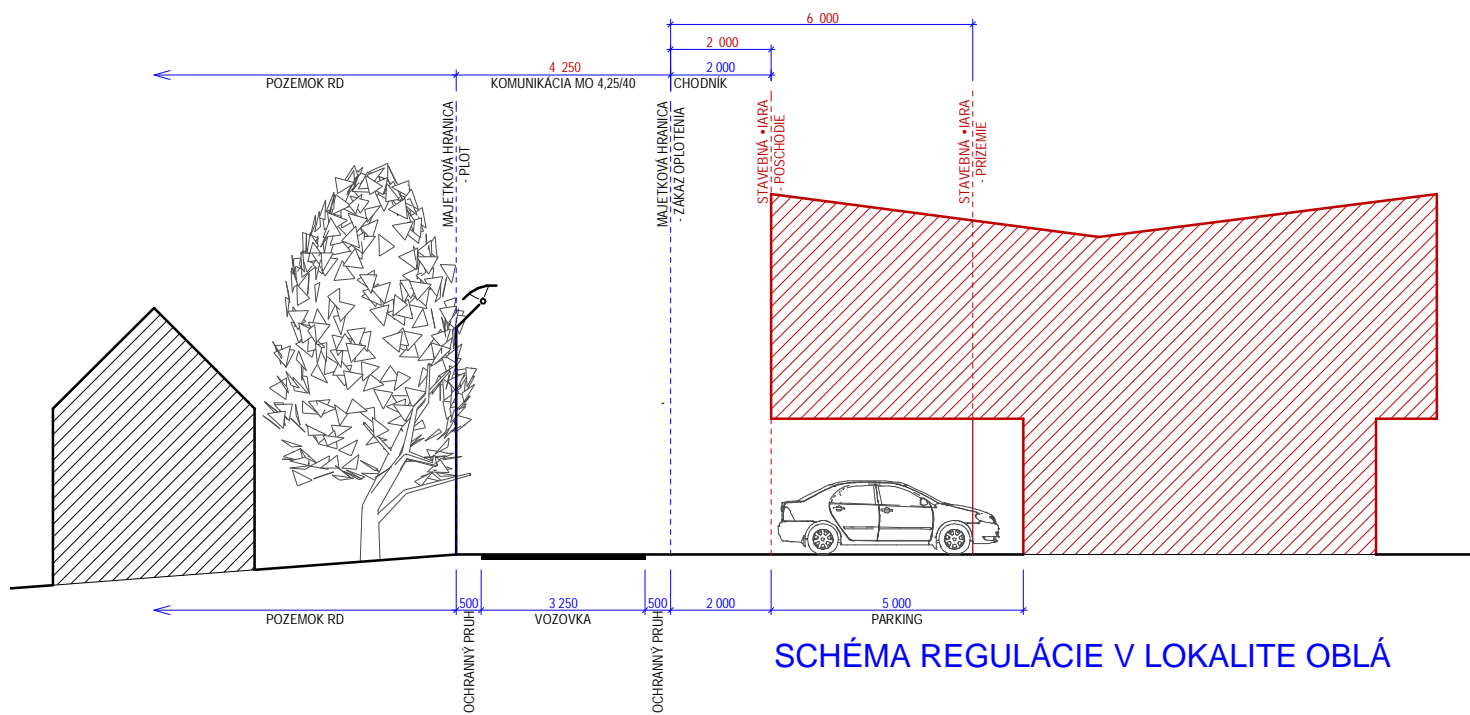 6 000
2 000
4 250
2 000
POZEMOK RD
KOMUNIKÁCIA MO 4,25/40
CHODNÍK
MAJETKOVÁ HRANICA
- PLOT
MAJETKOVÁ HRANICA
- ZÁKAZ OPLOTENIA
STAVEBNÁ •IARA
- POSCHODIE
STAVEBNÁ •IARA
- PRÍZEMIE
500
3 250
500
2 000
5 000
POZEMOK RD
OCHRANNÝ PRUH
VOZOVKA
OCHRANNÝ PRUH
PARKING
SCHÉMA REGULÁCIE V LOKALITE OBLÁ